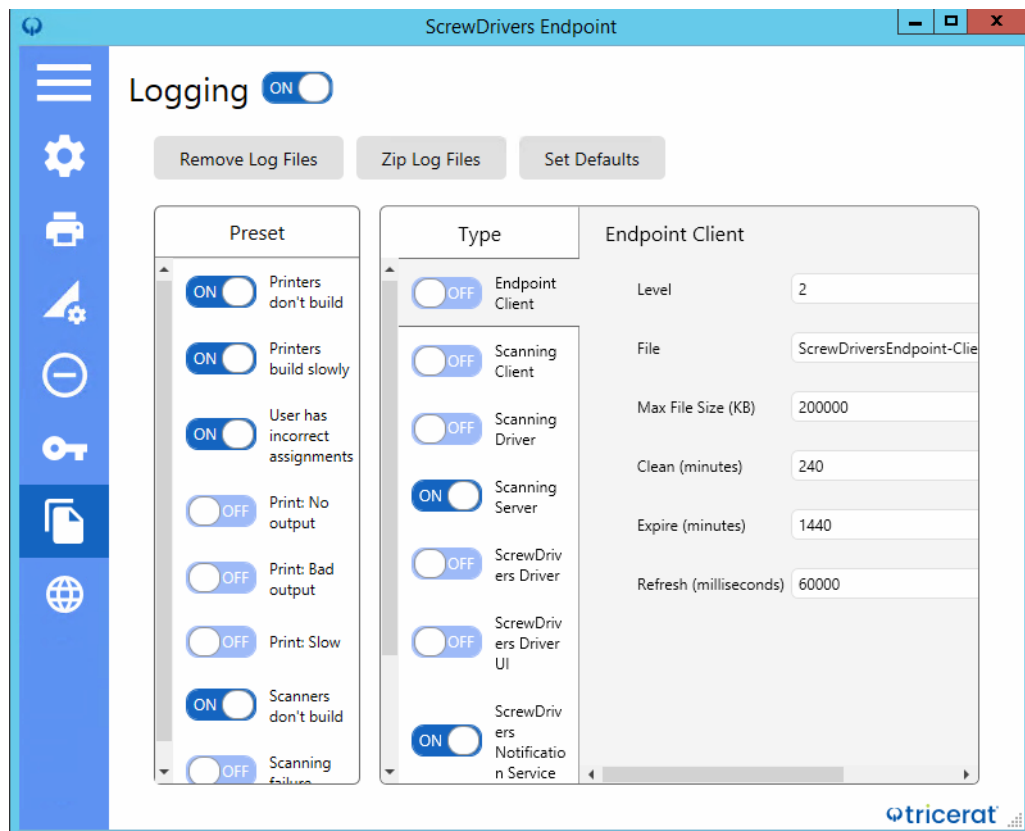 ScrewDrivers Endpoint
Logging ON
Remove Log Files
Zip Log Files
Set Defaults
Preset
ON Printers
don't build
ON Printers
build slowly
ON User has
incorrect
assignments
OFF Print: No
output
OFF Print: Bad
output
OFF Print: Slow
ON Scanners
don't build
OFF Scanning
failure
Type
OFF Endpoint
Client
OFF Scanning
Client
OFF Scanning
Driver
ON Scanning
Server
OFF ScrewDriv
ers Driver
OFF ScrewDriv
ers Driver
UI
ON ScrewDriv
ers
Notificatio
n Service
Endpoint Client
Level 2
File ScrewDriversEndpoint-Clie
Max File Size (KB) 200000
Clean (minutes) 240
Expire (minutes) 1440
Refresh (milliseconds) 60000
tricerat